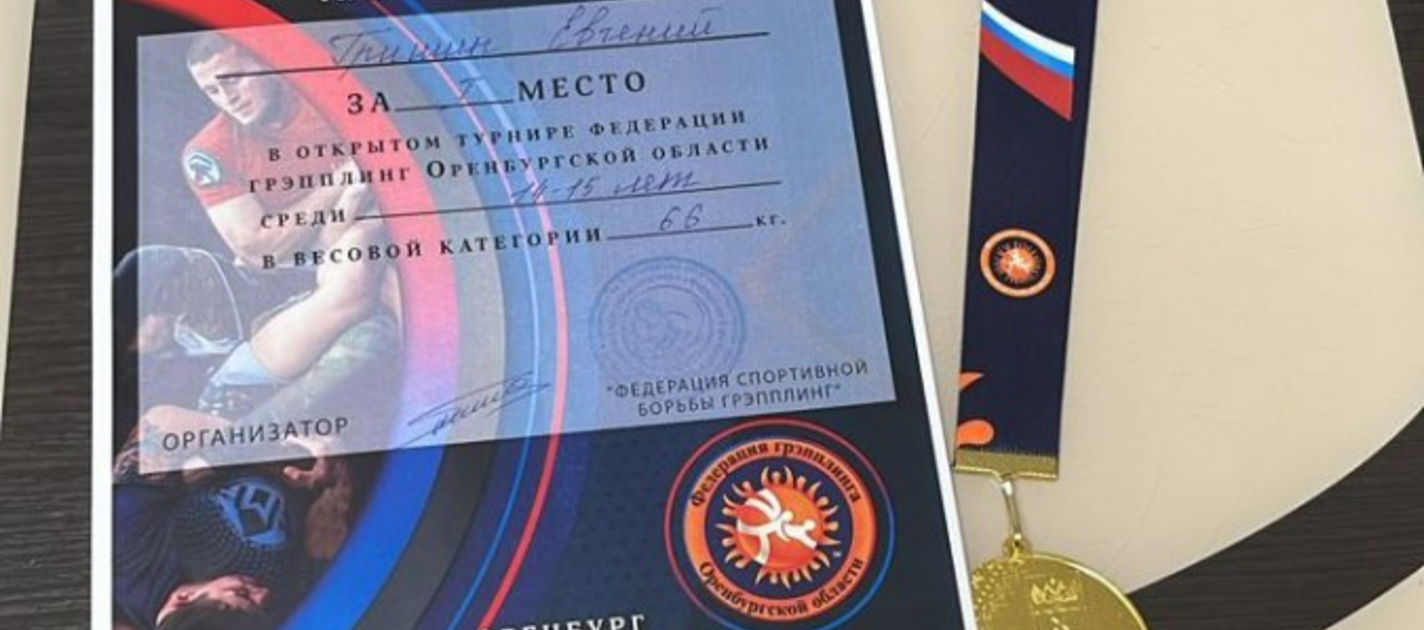 Гришин Евгений
ЗА I МЕСТО
В ОТКРЫТОМ ТУРНИРЕ ФЕДЕРАЦИИ
ГРЭППЛИНГ ОРЕНБУРГСКОЙ ОБЛАСТИ
СРЕДИ 14-15 лет
В ВЕСОВОЙ КАТЕГОРИИ 66 КГ.
ОРГАНИЗАТОР
"ФЕДЕРАЦИЯ СПОРТИВНОЙ
БОРЬБЫ ГРЭППЛИНГ"
Федерация грэпплинга
Оренбургской области
ОРЕНБУРГ